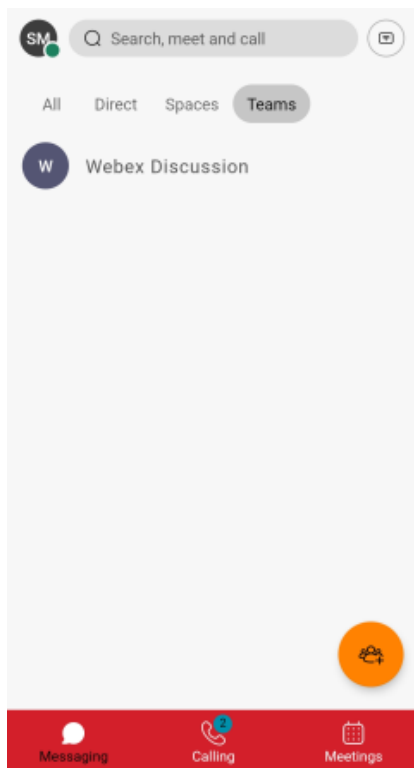 SM Search, meet and call
All Direct Spaces Teams
W Webex Discussion
2
Messaging Calling Meetings